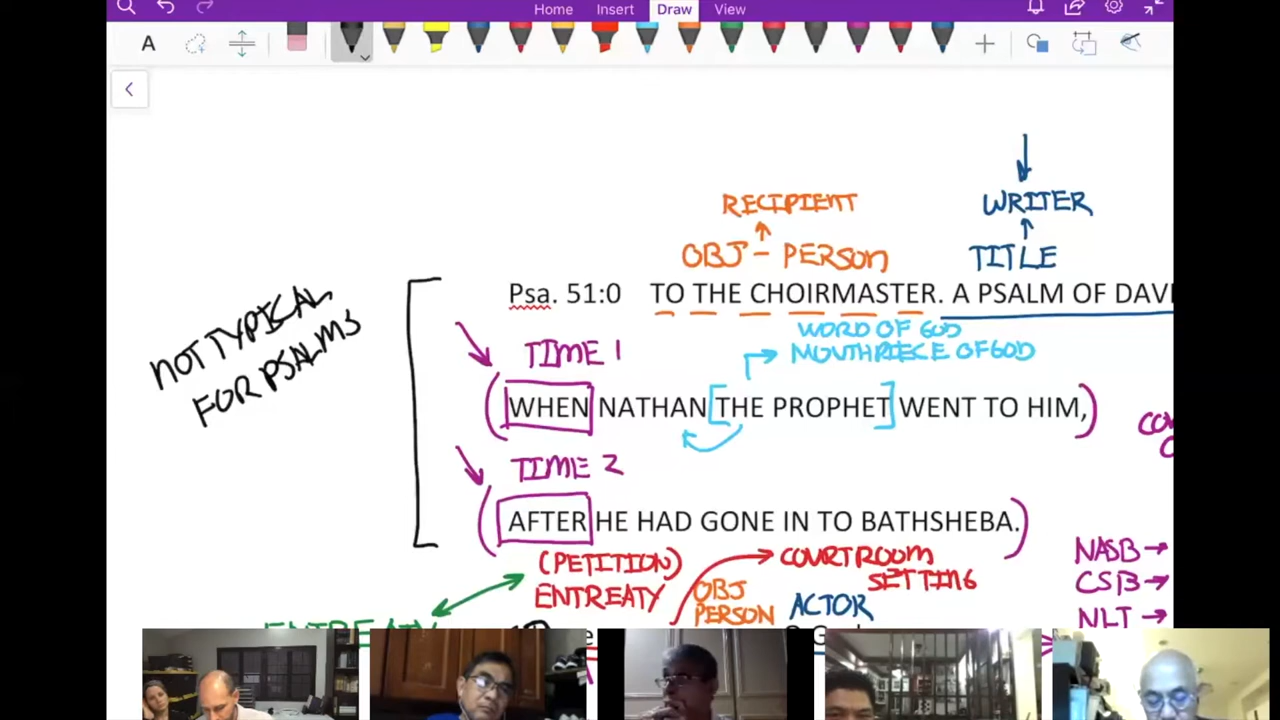 Home Insert Draw View
A
WRITER
RECIPIENT
OBJ - PERSON
TITLE
Psa. 51:0 TO THE CHOIRMASTER. A PSALM OF DAVI
NOT TYPICAL
FOR PSALMS
WORD OF GOD
MOUTHPIECE OF GOD
TIME 1
(WHEN NATHAN [THE PROPHET] WENT TO HIM,)
TIME 2
(AFTER HE HAD GONE IN TO BATHSHEBA.)
(PETITION)
ENTREATY
COURTROOM
SETTING
OBJ
PERSON
ACTOR
NASB →
CSB →
NLT →
ENTREATY